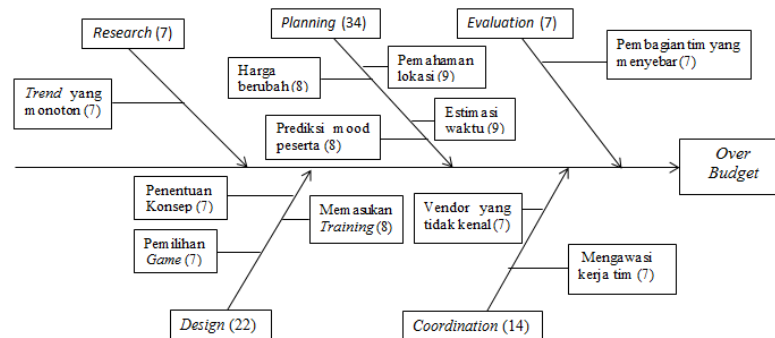 Research (7)
Planning (34)
Evaluation (7)
Trend yang
monoton (7)
Harga
berubah (8)
Pemahaman
lokasi (9)
Prediksi mood
peserta (8)
Estimasi
waktu (9)
Pembagian tim yang
menyebar (7)
Over
Budget
Penentuan
Konsep (7)
Pemilihan
Game (7)
Memasukan
Training (8)
Vendor yang
tidak kenal (7)
Mengawasi
kerja tim (7)
Design (22)
Coordination (14)